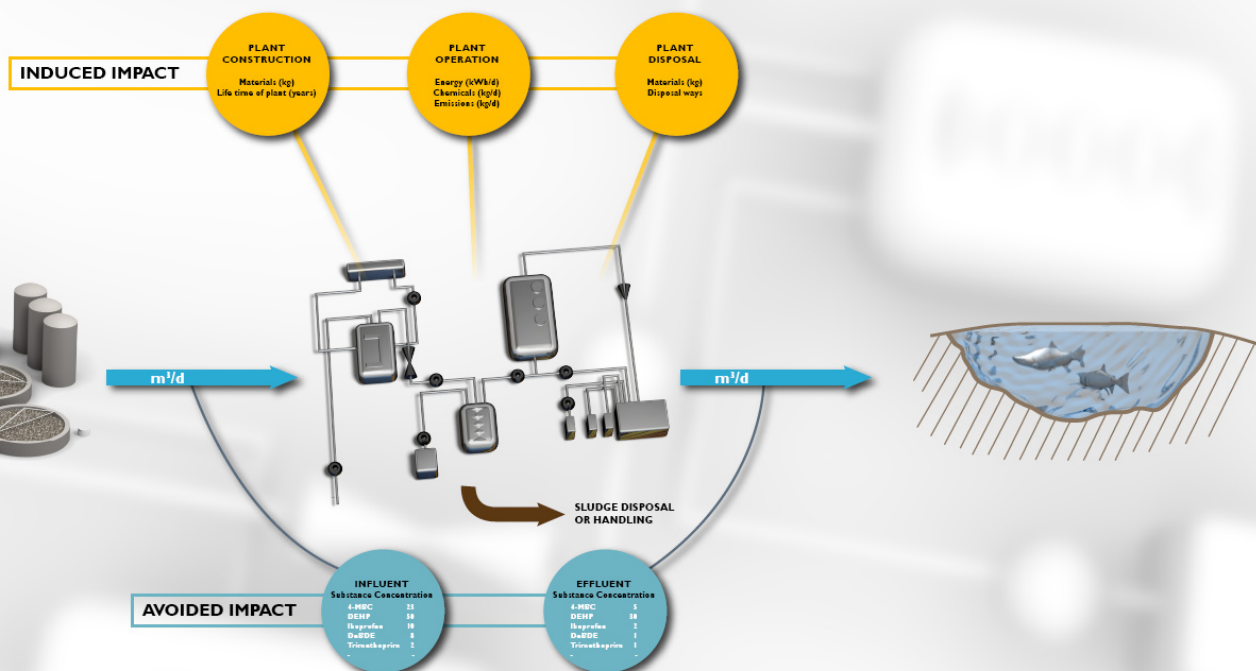 INDUCED IMPACT
PLANT
CONSTRUCTION
Materials (kg)
Life time of plant (years)
PLANT
OPERATION
Energy (kWh/d)
Chemicals (kg/d)
Emissions (kg/d)
PLANT
DISPOSAL
Materials (kg)
Disposal ways
m³/d
m³/d
SLUDGE DISPOSAL
OR HANDLING
AVOIDED IMPACT
INFLUENT
Substance Concentration
4-MBC 25
DEHP 50
Ibuprofen 10
DeBDE 8
Trimethoprim 2
- -
EFFLUENT
Substance Concentration
4-MBC 5
DEHP 50
Ibuprofen 2
DeBDE 1
Trimethoprim 1
- -